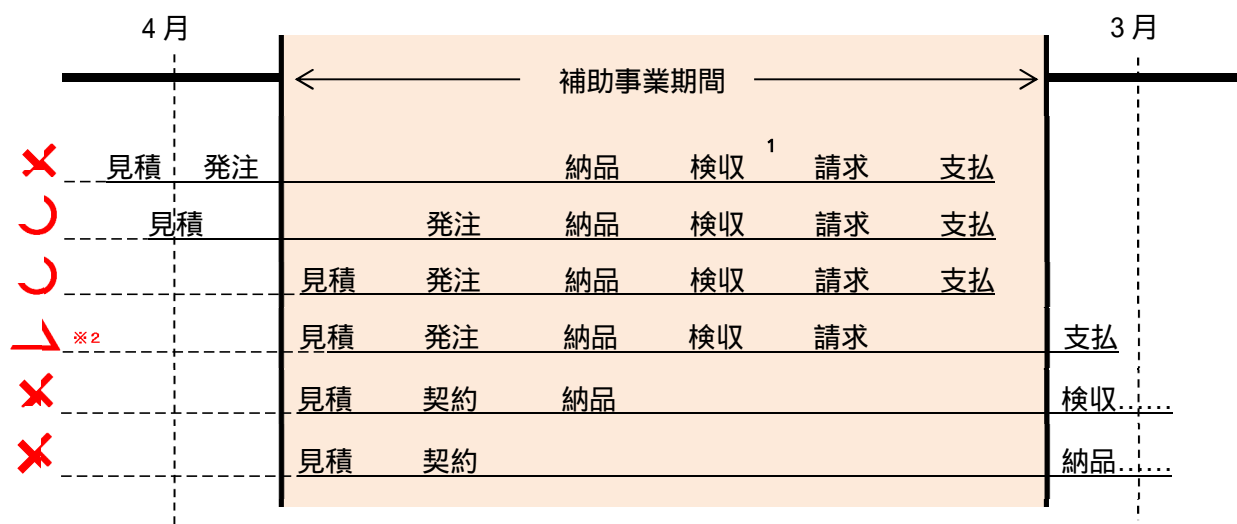 4月 3月
補助事業期間
× 見積 発注 納品 検収 1 請求 支払
見積 発注 納品 検収 請求 支払
見積 発注 納品 検収 請求 支払
※2 見積 発注 納品 検収 請求 支払
× 見積 契約 納品 検収……
× 見積 契約 納品……